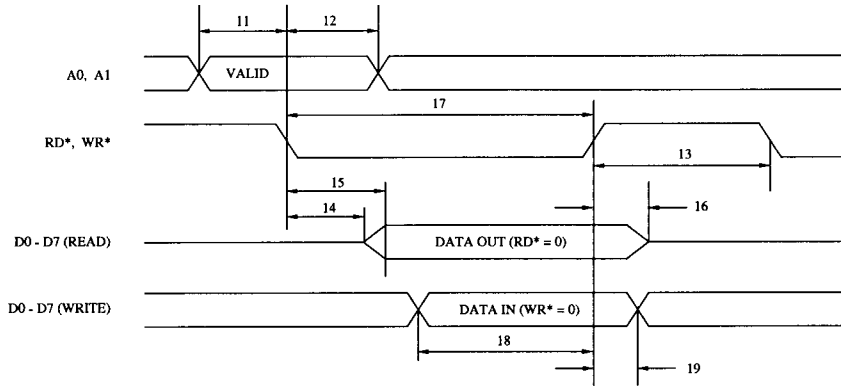 11 12
A0, A1 VALID
17
RD*, WR*
13
15
14 16
D0 - D7 (READ) DATA OUT (RD* = 0)
D0 - D7 (WRITE) DATA IN (WR* = 0)
18
19